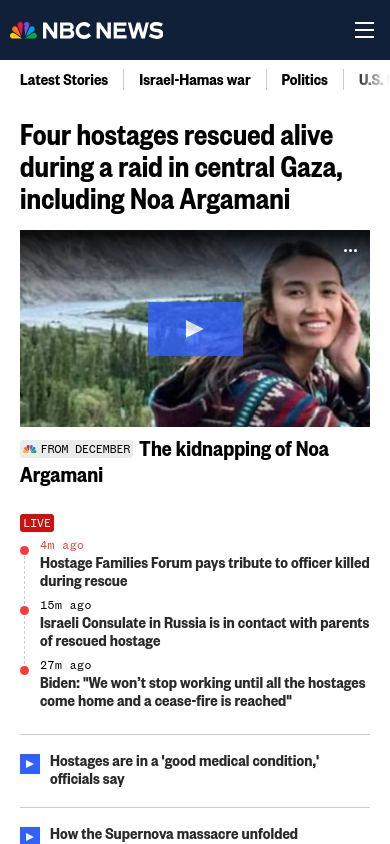 NBC NEWS
Latest Stories
Israel-Hamas war
Politics
U.S.
Four hostages rescued alive
during a raid in central Gaza,
including Noa Argamani
FROM DECEMBER The kidnapping of Noa
Argamani
LIVE
4m ago
Hostage Families Forum pays tribute to officer killed
during rescue
15m ago
Israeli Consulate in Russia is in contact with parents
of rescued hostage
27m ago
Biden: "We won’t stop working until all the hostages
come home and a cease-fire is reached"
Hostages are in a 'good medical condition,'
officials say
How the Supernova massacre unfolded